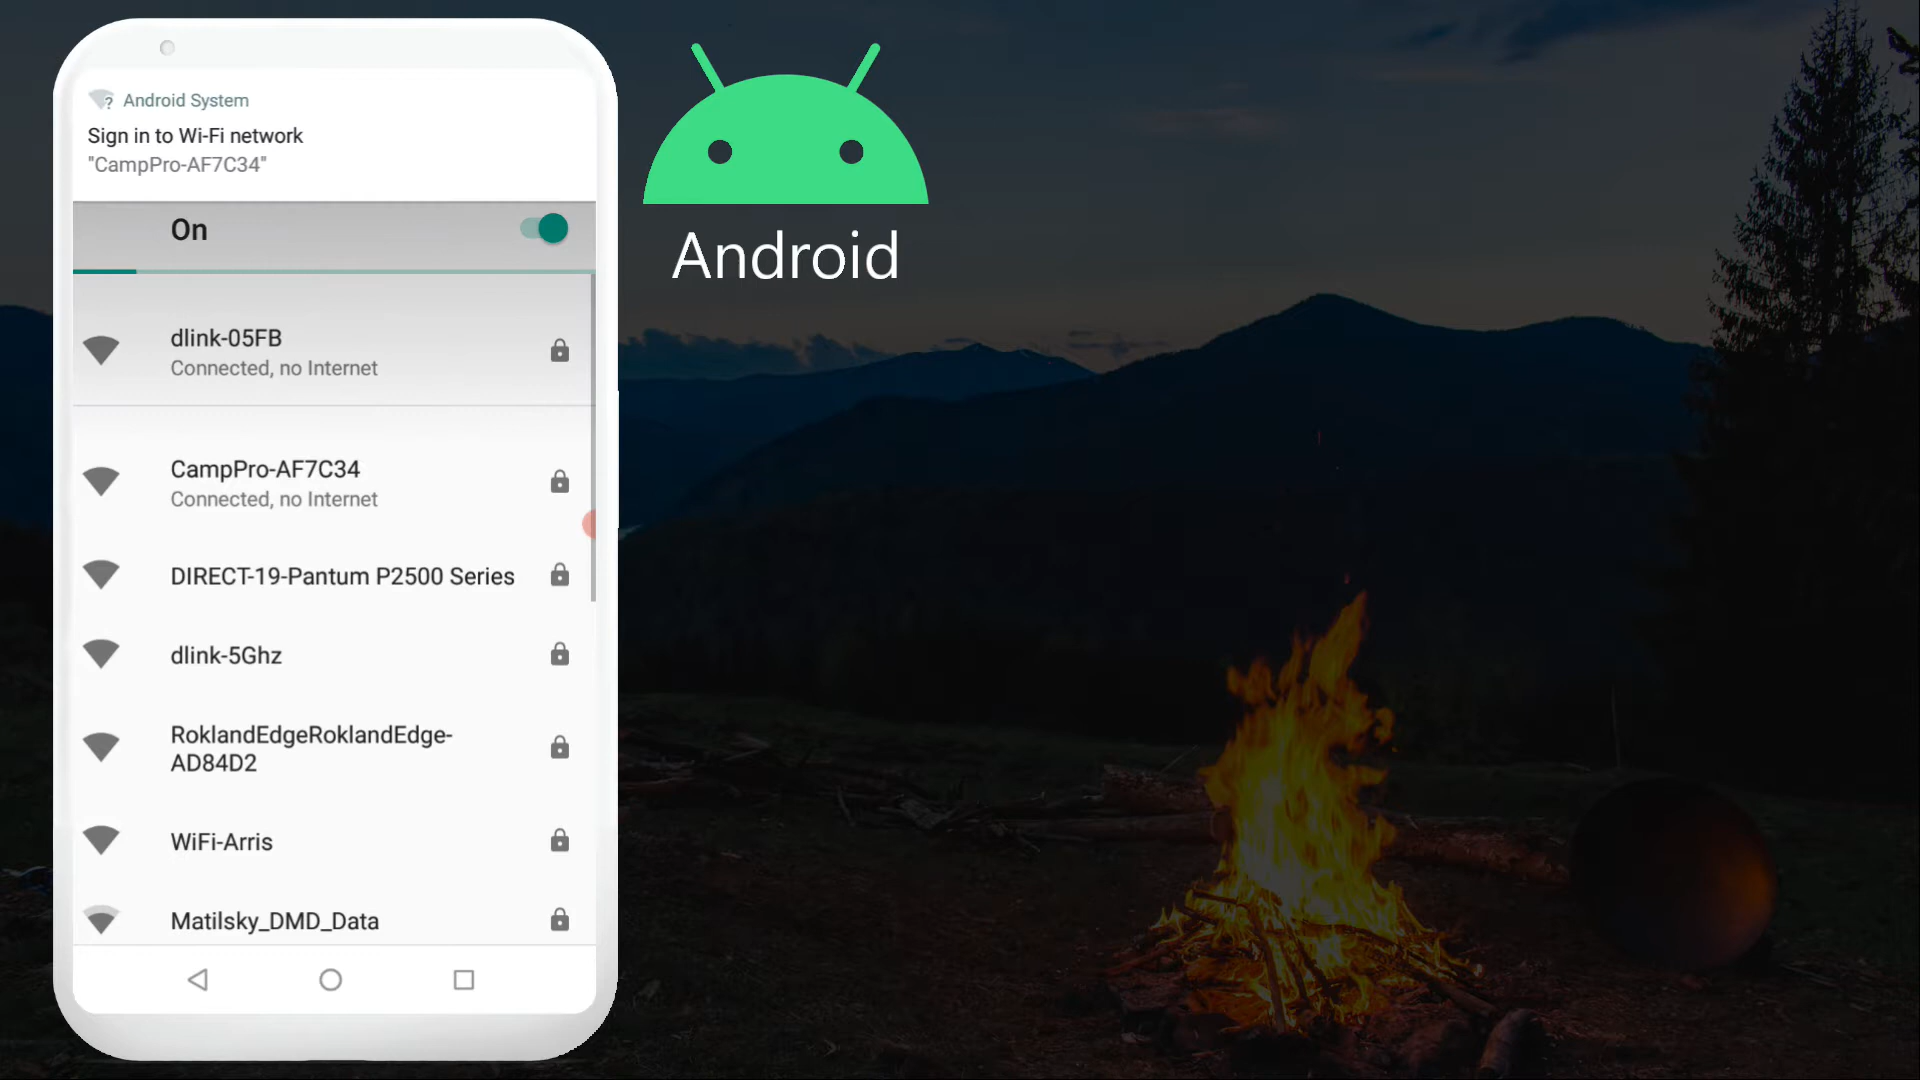 Android System
Sign in to Wi-Fi network
"CampPro-AF7C34"
On
dlink-05FB
Connected, no Internet
CampPro-AF7C34
Connected, no Internet
DIRECT-19-Pantum P2500 Series
dlink-5Ghz
RoklandEdgeRoklandEdge-
AD84D2
WiFi-Arris
Matilsky_DMD_Data
Android